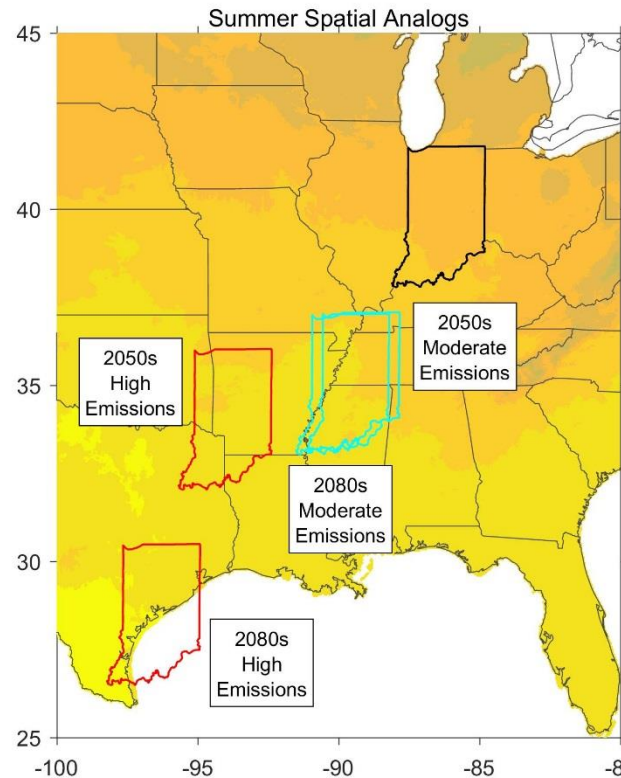 Summer Spatial Analogs
45
40
35
30
25
2050s
High
Emissions
2050s
Moderate
Emissions
2080s
Moderate
Emissions
2080s
High
Emissions
-100
-95
-90
-85